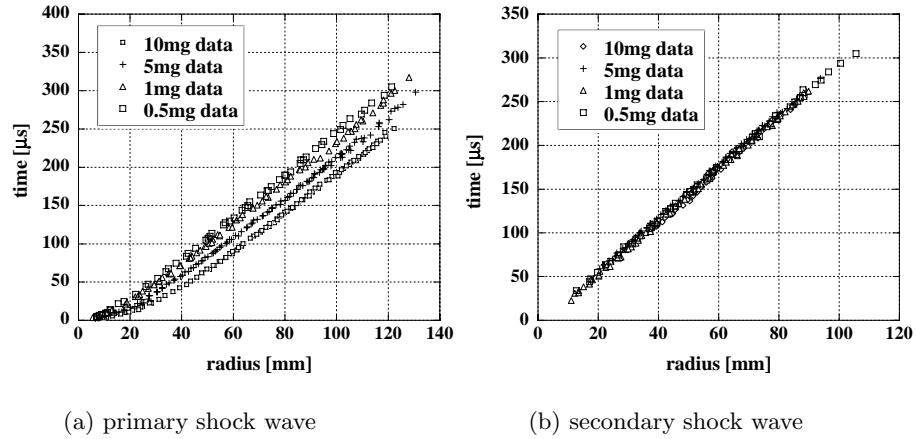 400
350
300
250
200
150
100
50
0
time [μs]
10mg data
5mg data
1mg data
0.5mg data
0 20 40 60 80 100 120 140
radius [mm]
(a) primary shock wave
350
300
250
200
150
100
50
0
time [μs]
10mg data
5mg data
1mg data
0.5mg data
0 20 40 60 80 100 120
radius [mm]
(b) secondary shock wave